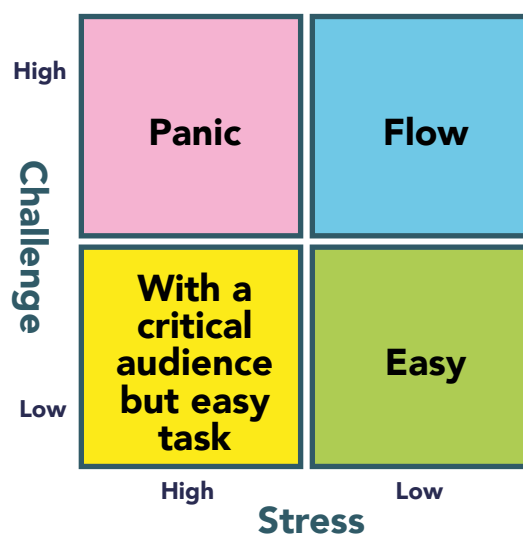 High
Panic
Flow
Challenge
With a
critical
audience
but easy
task
Easy
Low
High
Low
Stress